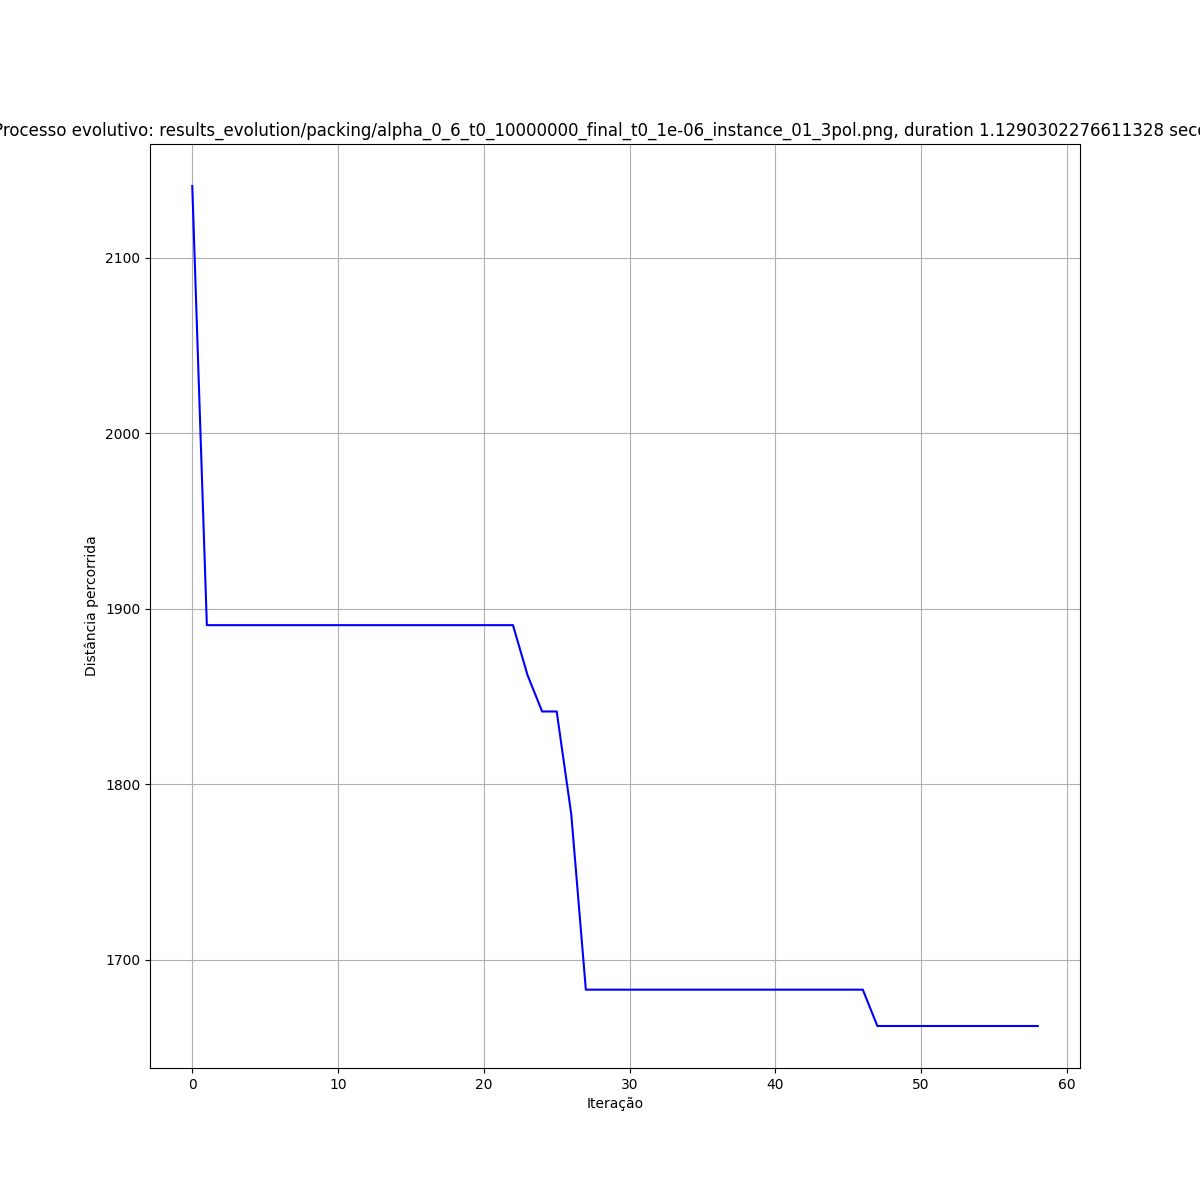 Processo evolutivo: results_evolution/packing/alpha_0_6_t0_10000000_final_t0_1e-06_instance_01_3pol.png, duration 1.1290302276611328
2100
2000
1900
1800
1700
Distância percorrida
0 10 20 30 40 50 60
Iteração